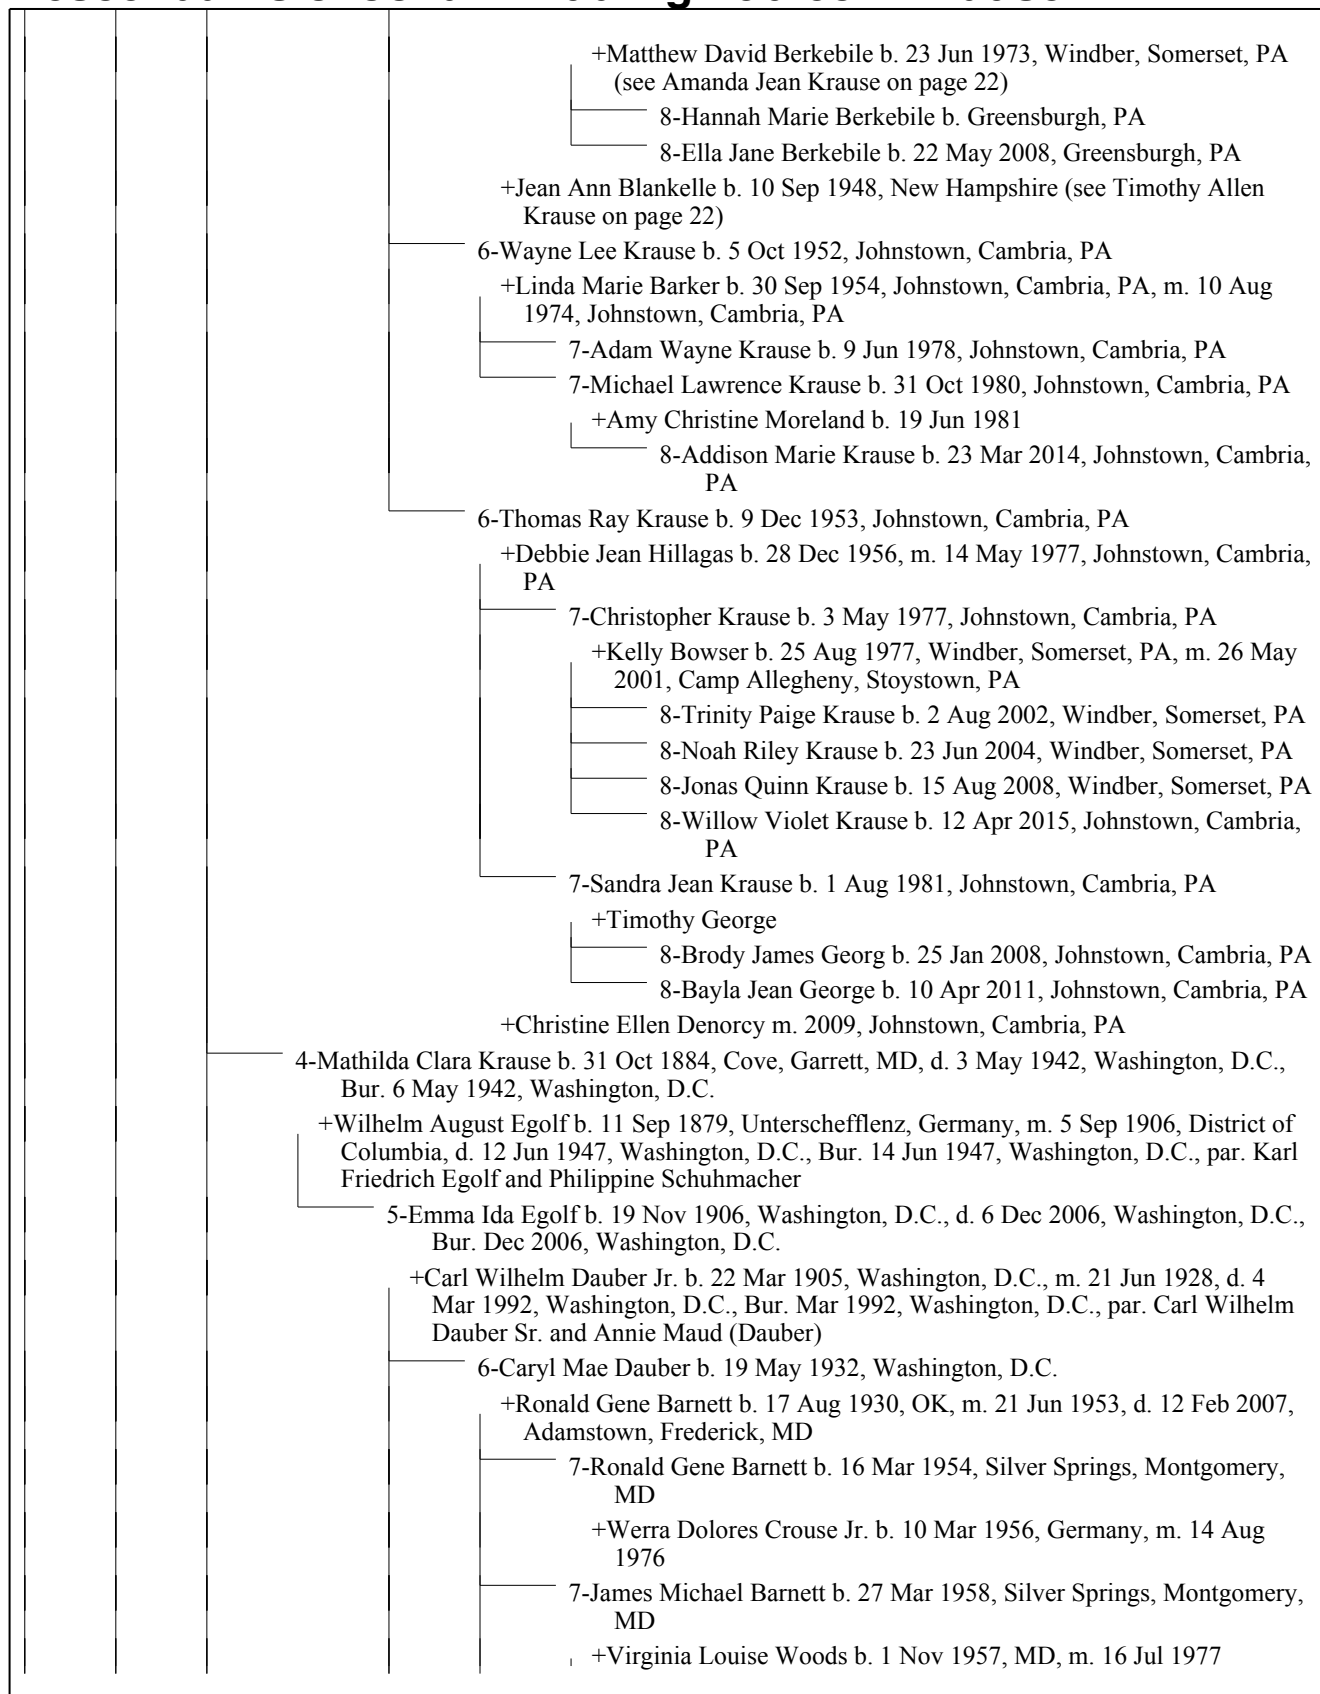 +Matthew David Berkebile b. 23 Jun 1973, Windber, Somerset, PA
(see Amanda Jean Krause on page 22)
8-Hannah Marie Berkebile b. Greensburgh, PA
8-Ella Jane Berkebile b. 22 May 2008, Greensburgh, PA
+Jean Ann Blankelle b. 10 Sep 1948, New Hampshire (see Timothy Allen
Krause on page 22)
6-Wayne Lee Krause b. 5 Oct 1952, Johnstown, Cambria, PA
+Linda Marie Barker b. 30 Sep 1954, Johnstown, Cambria, PA, m. 10 Aug
1974, Johnstown, Cambria, PA
7-Adam Wayne Krause b. 9 Jun 1978, Johnstown, Cambria, PA
7-Michael Lawrence Krause b. 31 Oct 1980, Johnstown, Cambria, PA
+Amy Christine Moreland b. 19 Jun 1981
8-Addison Marie Krause b. 23 Mar 2014, Johnstown, Cambria,
PA
6-Thomas Ray Krause b. 9 Dec 1953, Johnstown, Cambria, PA
+Debbie Jean Hillagas b. 28 Dec 1956, m. 14 May 1977, Johnstown, Cambria,
PA
7-Christopher Krause b. 3 May 1977, Johnstown, Cambria, PA
+Kelly Bowser b. 25 Aug 1977, Windber, Somerset, PA, m. 26 May
2001, Camp Allegheny, Stoystown, PA
8-Trinity Paige Krause b. 2 Aug 2002, Windber, Somerset, PA
8-Noah Riley Krause b. 23 Jun 2004, Windber, Somerset, PA
8-Jonas Quinn Krause b. 15 Aug 2008, Windber, Somerset, PA
8-Willow Violet Krause b. 12 Apr 2015, Johnstown, Cambria,
PA
7-Sandra Jean Krause b. 1 Aug 1981, Johnstown, Cambria, PA
+Timothy George
8-Brody James Georg b. 25 Jan 2008, Johnstown, Cambria, PA
8-Bayla Jean George b. 10 Apr 2011, Johnstown, Cambria, PA
+Christine Ellen Denorcy m. 2009, Johnstown, Cambria, PA
4-Mathilda Clara Krause b. 31 Oct 1884, Cove, Garrett, MD, d. 3 May 1942, Washington, D.C.,
Bur. 6 May 1942, Washington, D.C.
+Wilhelm August Egolf b. 11 Sep 1879, Unterschefflenz, Germany, m. 5 Sep 1906, District of
Columbia, d. 12 Jun 1947, Washington, D.C., Bur. 14 Jun 1947, Washington, D.C., par. Karl
Friedrich Egolf and Philippine Schuhmacher
5-Emma Ida Egolf b. 19 Nov 1906, Washington, D.C., d. 6 Dec 2006, Washington, D.C.,
Bur. Dec 2006, Washington, D.C.
+Carl Wilhelm Dauber Jr. b. 22 Mar 1905, Washington, D.C., m. 21 Jun 1928, d. 4
Mar 1992, Washington, D.C., Bur. Mar 1992, Washington, D.C., par. Carl Wilhelm
Dauber Sr. and Annie Maud (Dauber)
6-Caryl Mae Dauber b. 19 May 1932, Washington, D.C.
+Ronald Gene Barnett b. 17 Aug 1930, OK, m. 21 Jun 1953, d. 12 Feb 2007,
Adamstown, Frederick, MD
7-Ronald Gene Barnett b. 16 Mar 1954, Silver Springs, Montgomery,
MD
+Werra Dolores Crouse Jr. b. 10 Mar 1956, Germany, m. 14 Aug
1976
7-James Michael Barnett b. 27 Mar 1958, Silver Springs, Montgomery,
MD
+Virginia Louise Woods b. 1 Nov 1957, MD, m. 16 Jul 1977